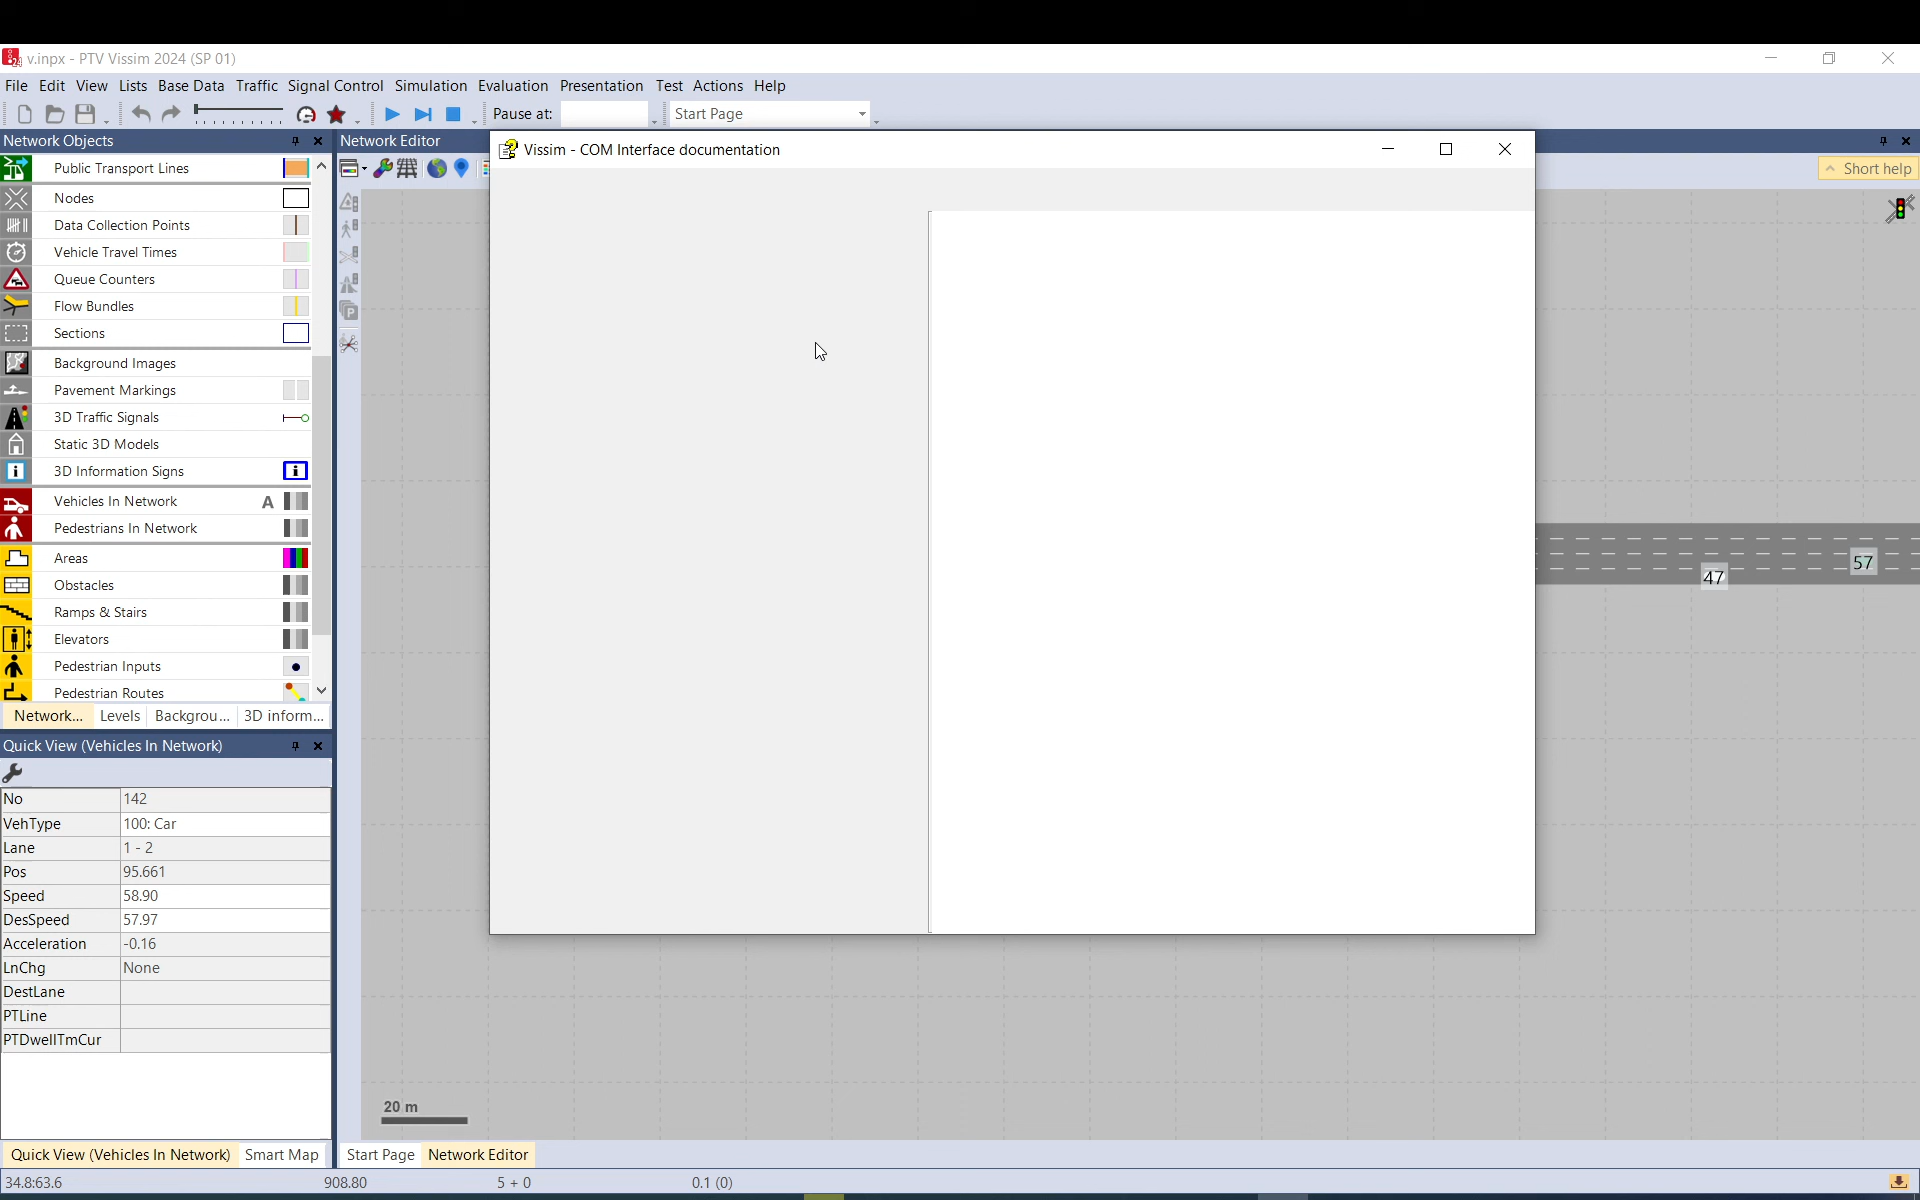 v.inpx - PTV Vissim 2024 (SP 01)
File Edit View Lists Base Data Traffic Signal Control Simulation Evaluation Presentation Test Actions Help
Pause at: Start Page
Network Objects
Network Editor
Vissim - COM Interface documentation
Short help
Public Transport Lines
Nodes
Data Collection Points
Vehicle Travel Times
Queue Counters
Flow Bundles
Sections
Background Images
Pavement Markings
3D Traffic Signals
Static 3D Models
3D Information Signs
Vehicles In Network A
Pedestrians In Network
Areas
Obstacles
Ramps & Stairs
Elevators
Pedestrian Inputs
Pedestrian Routes
57
47
Network... Levels Backgrou... 3D inform...
Quick View (Vehicles In Network)
No 142
VehType 100: Car
Lane 1 - 2
Pos 95.661
Speed 58.90
DesSpeed 57.97
Acceleration -0.16
LnChg None
DestLane
PTLine
PTDwellTmCur
20 m
Quick View (Vehicles In Network) Smart Map Start Page Network Editor
34.8:63.6 908.80 5 + 0 0.1 (0)